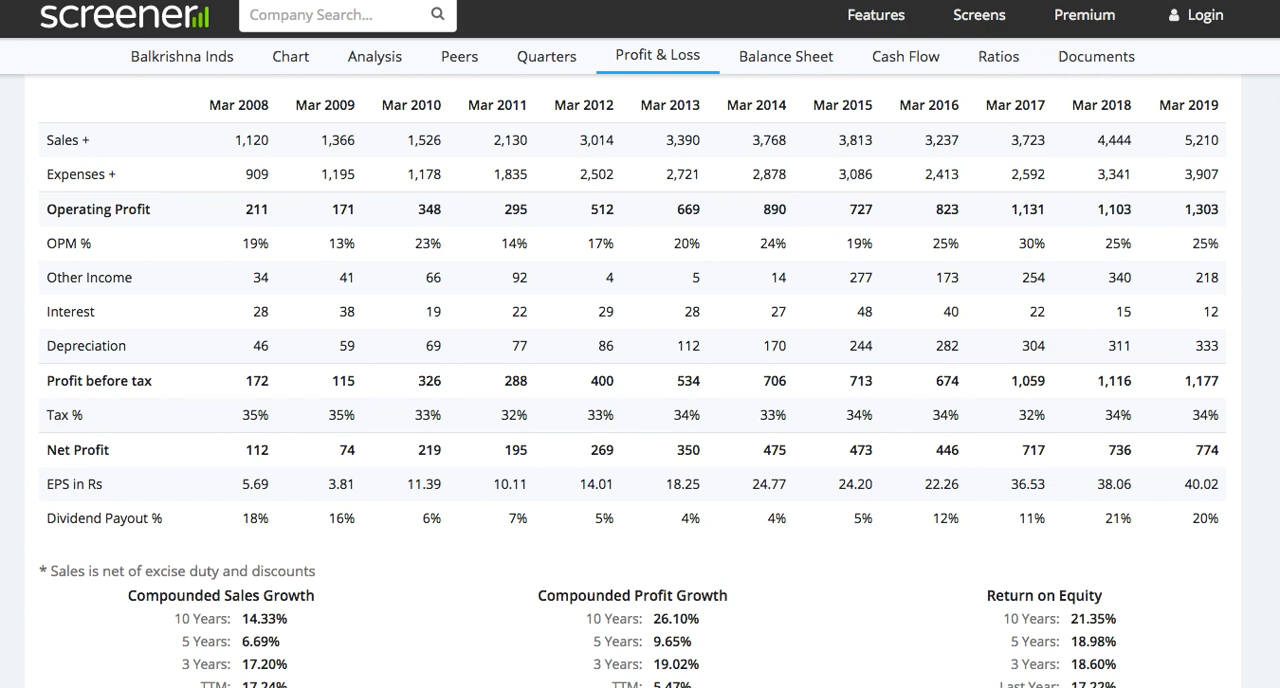 screener Company Search... Features Screens Premium Login
Balkrishna Inds Chart Analysis Peers Quarters Profit & Loss Balance Sheet Cash Flow Ratios Documents
Mar 2008 Mar 2009 Mar 2010 Mar 2011 Mar 2012 Mar 2013 Mar 2014 Mar 2015 Mar 2016 Mar 2017 Mar 2018 Mar 2019
Sales + 1,120 1,366 1,526 2,130 3,014 3,390 3,768 3,813 3,237 3,723 4,444 5,210
Expenses + 909 1,195 1,178 1,835 2,502 2,721 2,878 3,086 2,413 2,592 3,341 3,907
Operating Profit 211 171 348 295 512 669 890 727 823 1,131 1,103 1,303
OPM % 19% 13% 23% 14% 17% 20% 24% 19% 25% 30% 25% 25%
Other Income 34 41 66 92 4 5 14 277 173 254 340 218
Interest 28 38 19 22 29 28 27 48 40 22 15 12
Depreciation 46 59 69 77 86 112 170 244 282 304 311 333
Profit before tax 172 115 326 288 400 534 706 713 674 1,059 1,116 1,177
Tax % 35% 35% 33% 32% 33% 34% 33% 34% 34% 32% 34% 34%
Net Profit 112 74 219 195 269 350 475 473 446 717 736 774
EPS in Rs 5.69 3.81 11.39 10.11 14.01 18.25 24.77 24.20 22.26 36.53 38.06 40.02
Dividend Payout % 18% 16% 6% 7% 5% 4% 4% 5% 12% 11% 21% 20%
* Sales is net of excise duty and discounts
Compounded Sales Growth Compounded Profit Growth Return on Equity
10 Years: 14.33% 10 Years: 26.10% 10 Years: 21.35%
5 Years: 6.69% 5 Years: 9.65% 5 Years: 18.98%
3 Years: 17.20% 3 Years: 19.02% 3 Years: 18.60%
TTM: 17.24% TTM: 5.47% Last Year: 17.22%